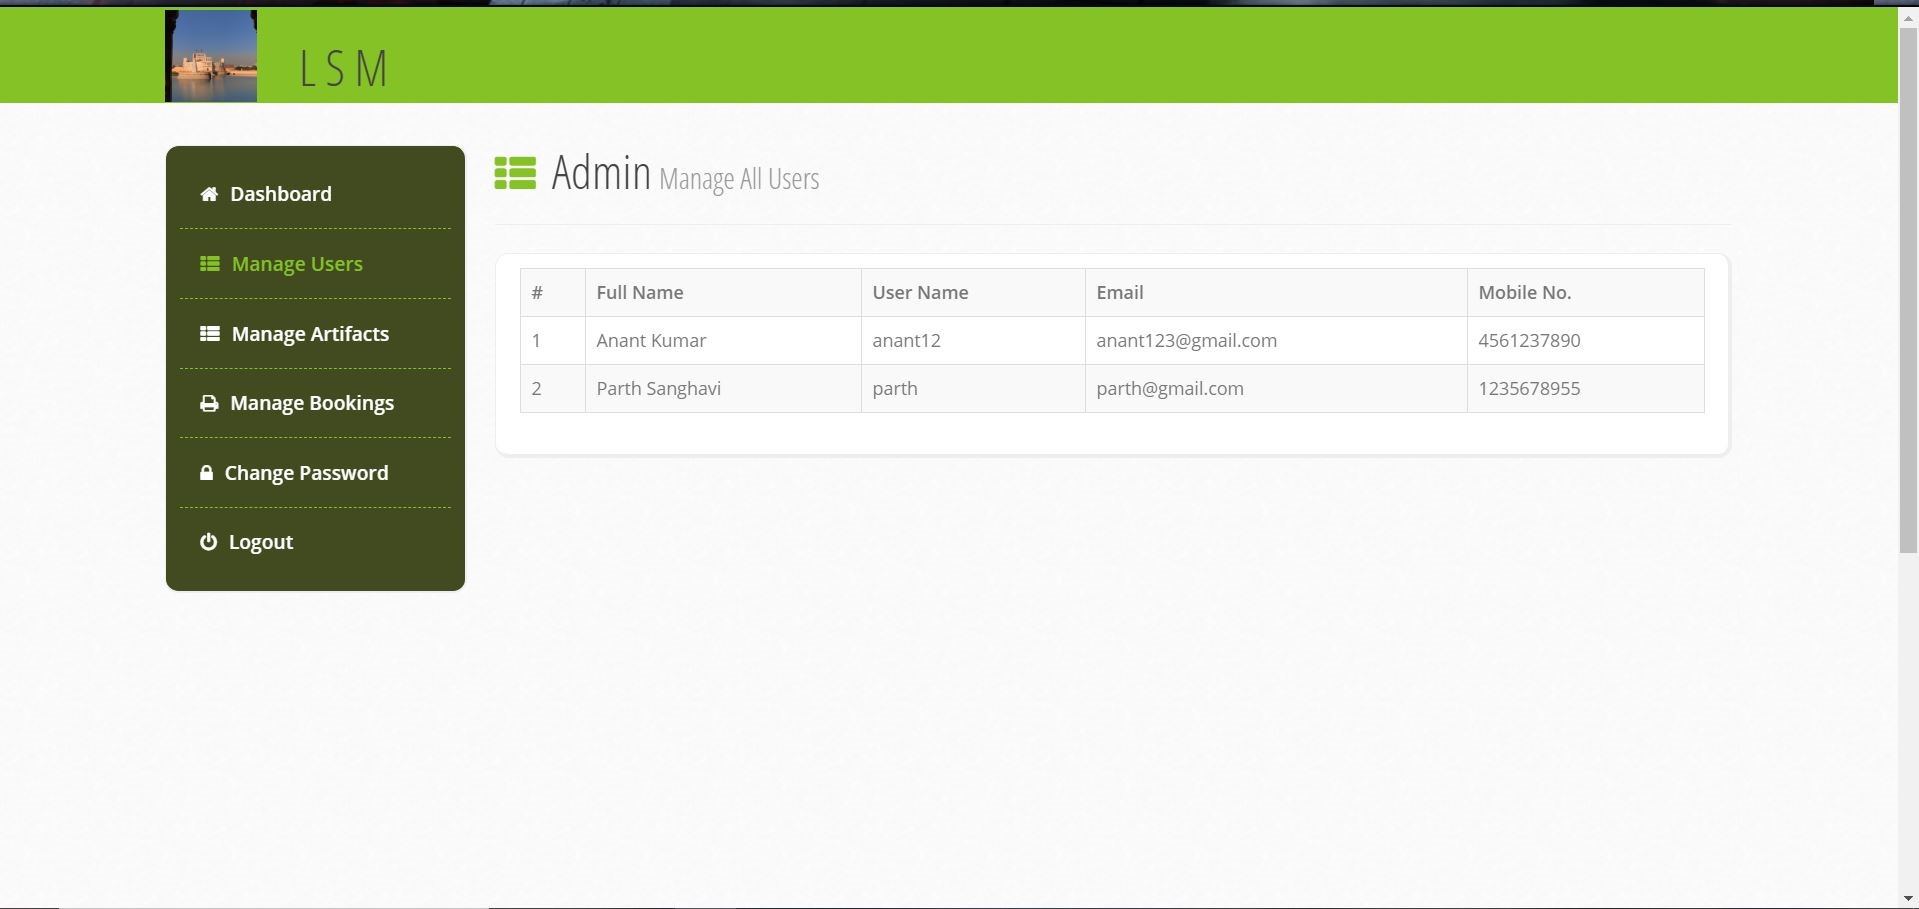 L S M
Dashboard
Manage Users
Manage Artifacts
Manage Bookings
Change Password
Logout
Admin Manage All Users
# Full Name User Name Email Mobile No.
1 Anant Kumar anant12 anant123@gmail.com 4561237890
2 Parth Sanghavi parth parth@gmail.com 1235678955